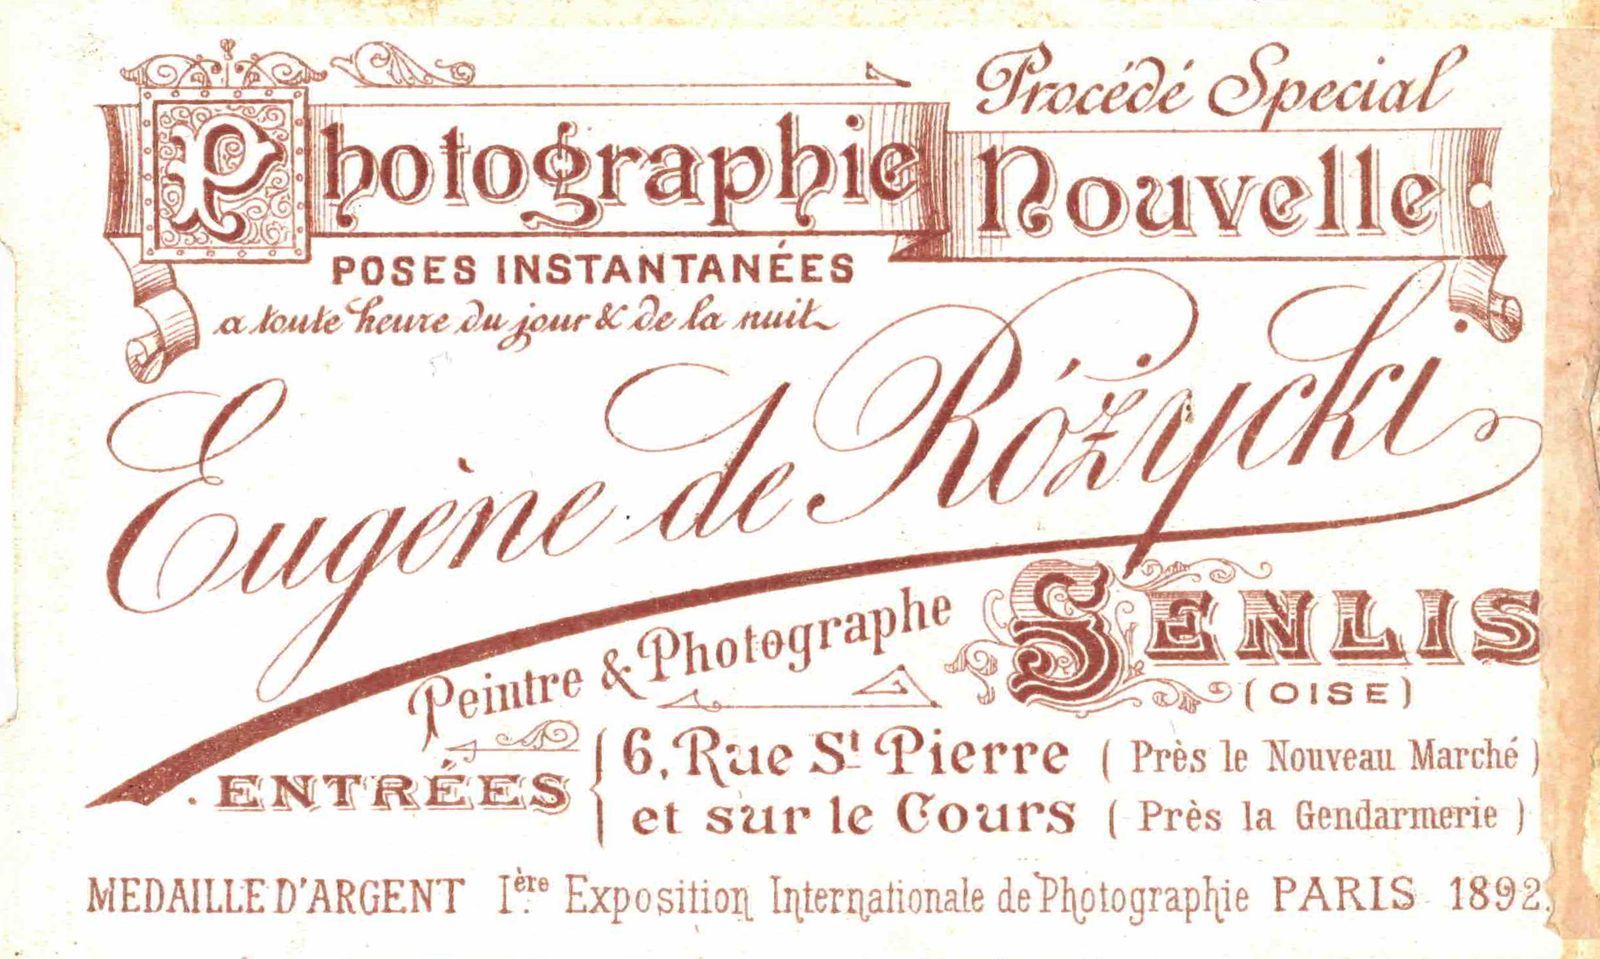 Photographie
Procédé Special
Nouvelle
POSES INSTANTANÉES
a toute heure du jour & de la nuit
Eugène de Różycki
Peintre & Photographe
SENLIS
(OISE)
ENTRÉES
6, Rue St Pierre (Près le Nouveau Marché)
et sur le Cours (Près la Gendarmerie)
MEDAILLE D'ARGENT 1ère Exposition Internationale de Photographie PARIS 1892.